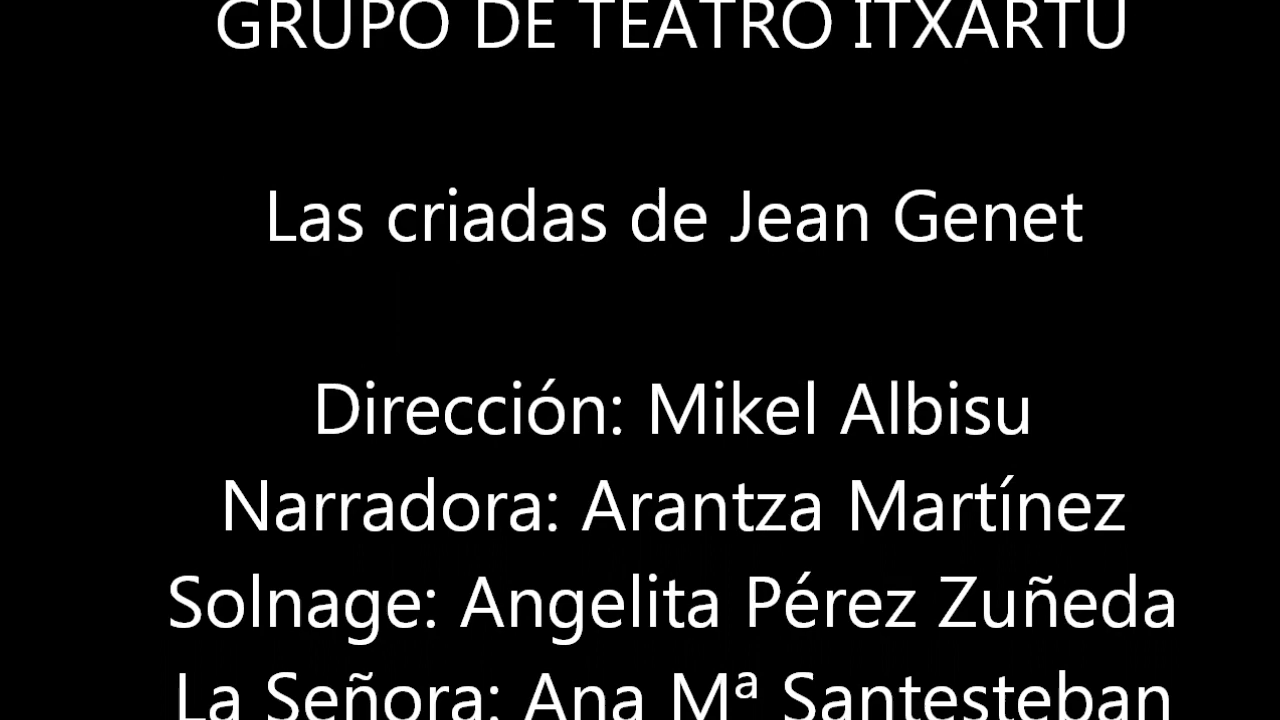 GRUPO DE TEATRO ITXARTU
Las criadas de Jean Genet
Dirección: Mikel Albisu
Narradora: Arantza Martínez
Solnage: Angelita Pérez Zuñeda
La Señora: Ana Mª Santesteban